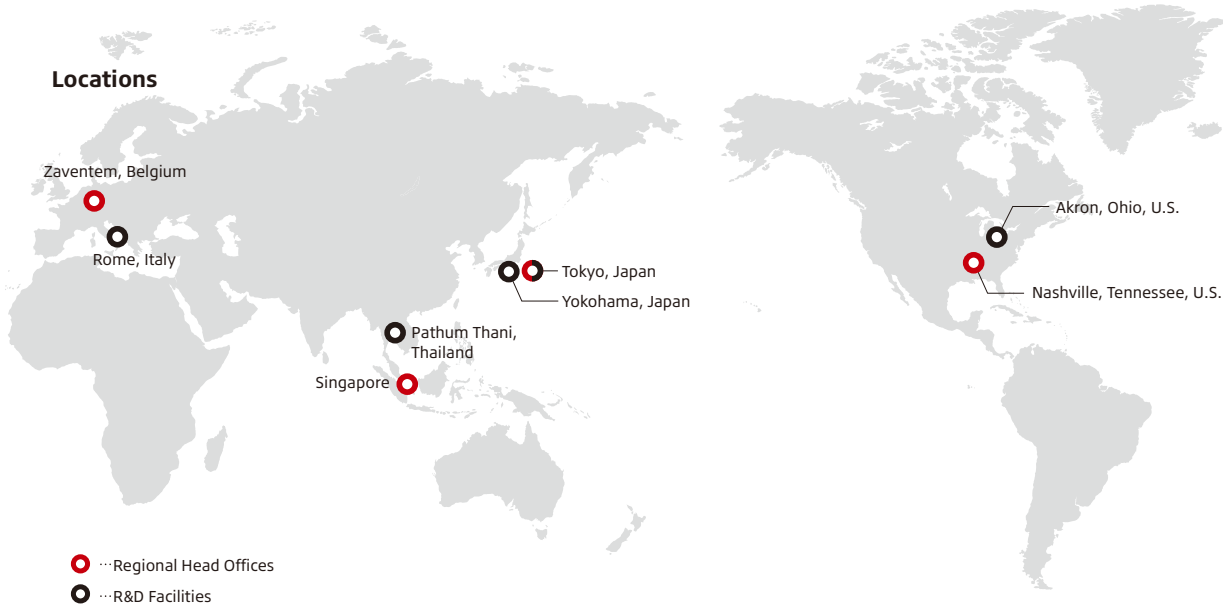 Locations
Zaventem, Belgium
Rome, Italy
Tokyo, Japan
Yokohama, Japan
Pathum Thani,
Thailand
Singapore
Akron, Ohio, U.S.
Nashville, Tennessee, U.S.
…Regional Head Offices
…R&D Facilities